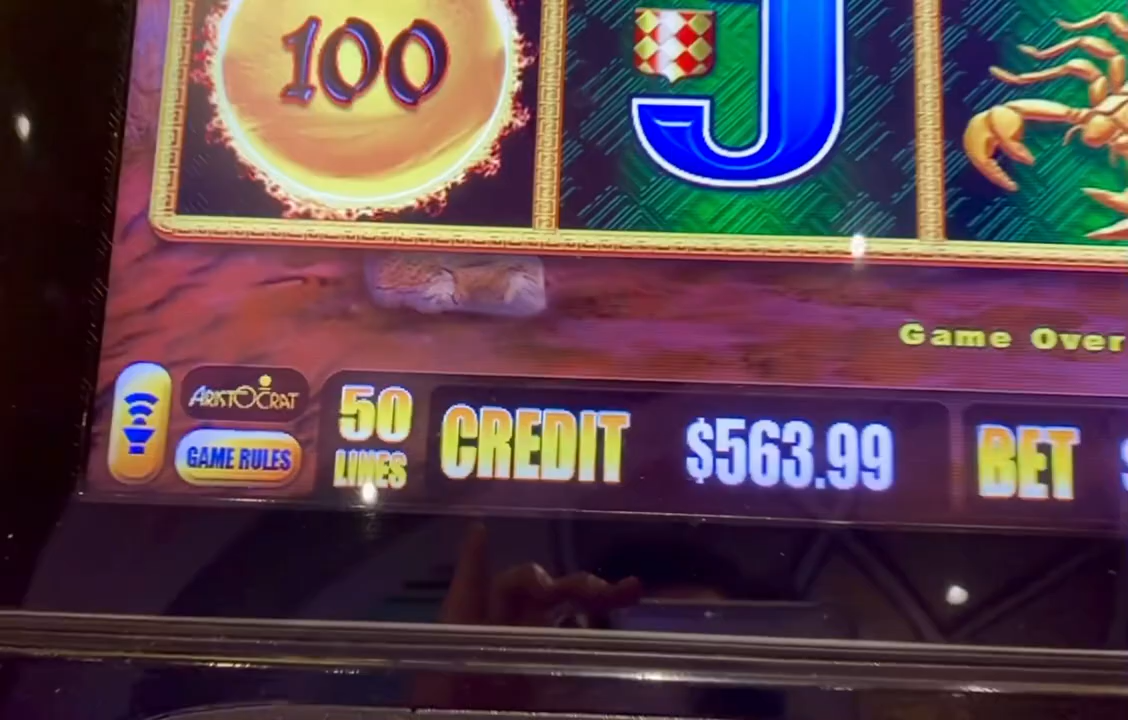 100
J
Game Over
ARISTOCRAT
GAME RULES
50
LINES
CREDIT $563.99 BET